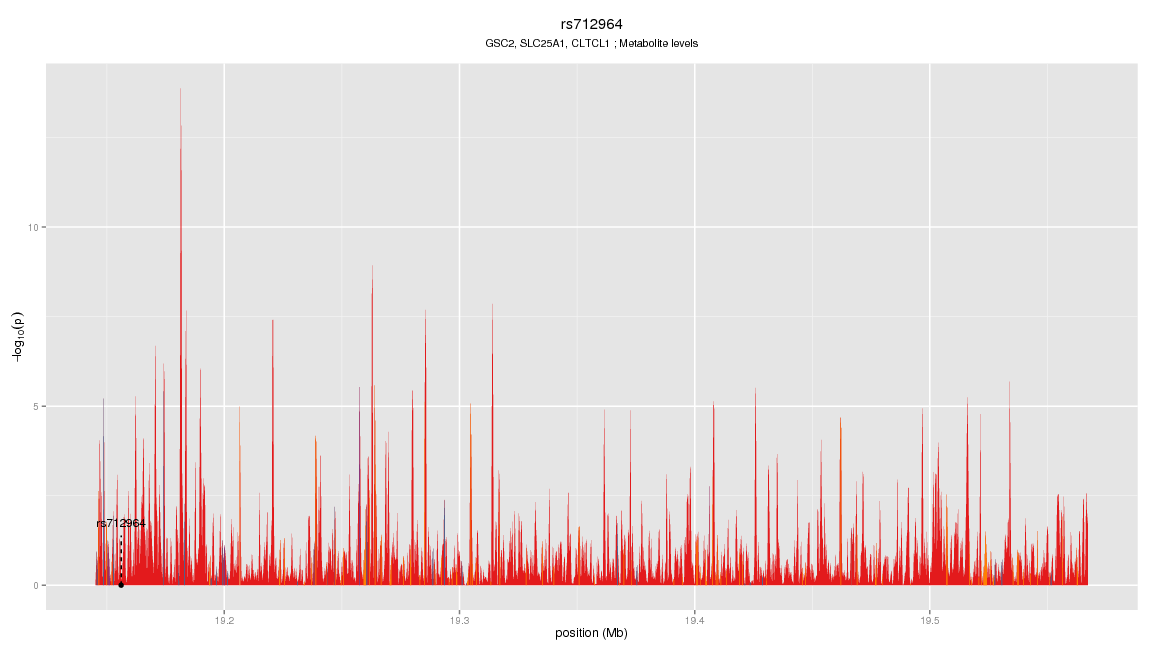 rs712964
GSC2, SLC25A1, CLTCL1 ; Metabolite levels
10
5
0
−log10(p)
rs712964
19.2
19.3
19.4
19.5
position (Mb)